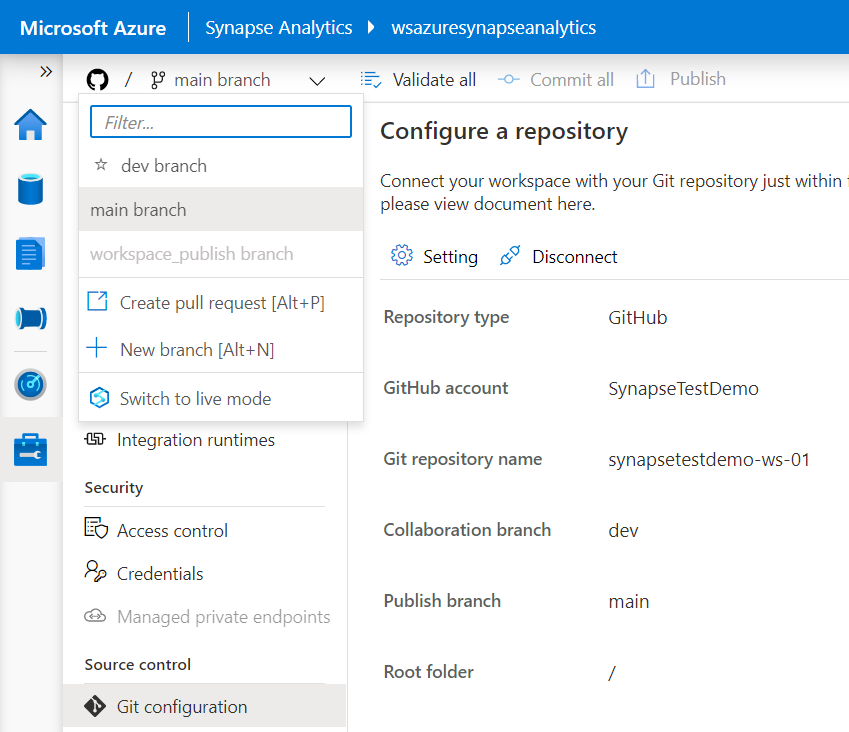 Microsoft Azure Synapse Analytics wsazuresynapseanalytics
/ main branch Validate all Commit all Publish
Filter...
dev branch
main branch
workspace_publish branch
Create pull request [Alt+P]
New branch [Alt+N]
Switch to live mode
Integration runtimes
Security
Access control
Credentials
Managed private endpoints
Source control
Git configuration
Configure a repository
Connect your workspace with your Git repository just within
please view document here.
Setting Disconnect
Repository type GitHub
GitHub account SynapseTestDemo
Git repository name synapsetestdemo-ws-01
Collaboration branch dev
Publish branch main
Root folder /